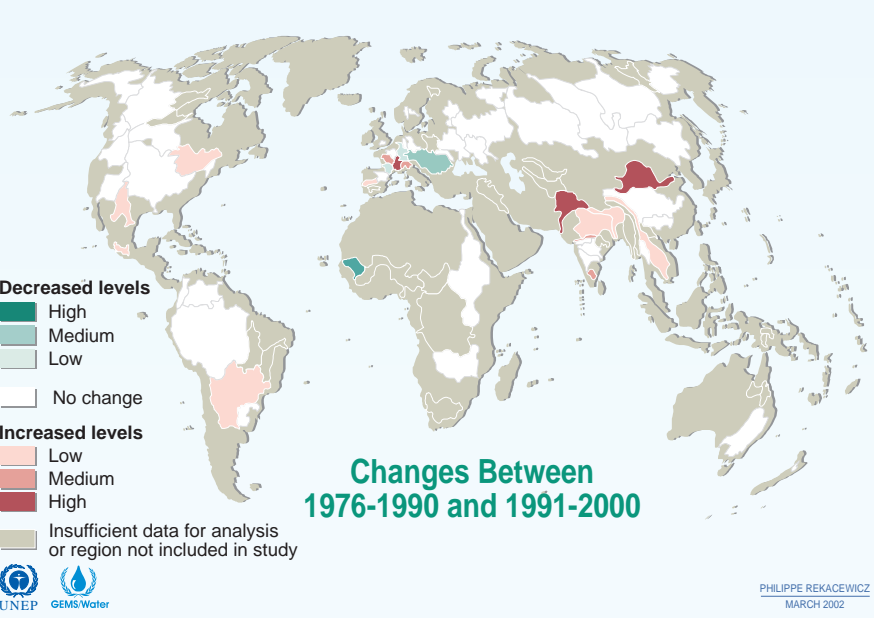 Decreased levels
High
Medium
Low
No change
Increased levels
Low
Medium
High
Insufficient data for analysis
or region not included in study
Changes Between
1976-1990 and 1991-2000
UNEP
GEMS/Water
PHILIPPE REKACEWICZ
MARCH 2002